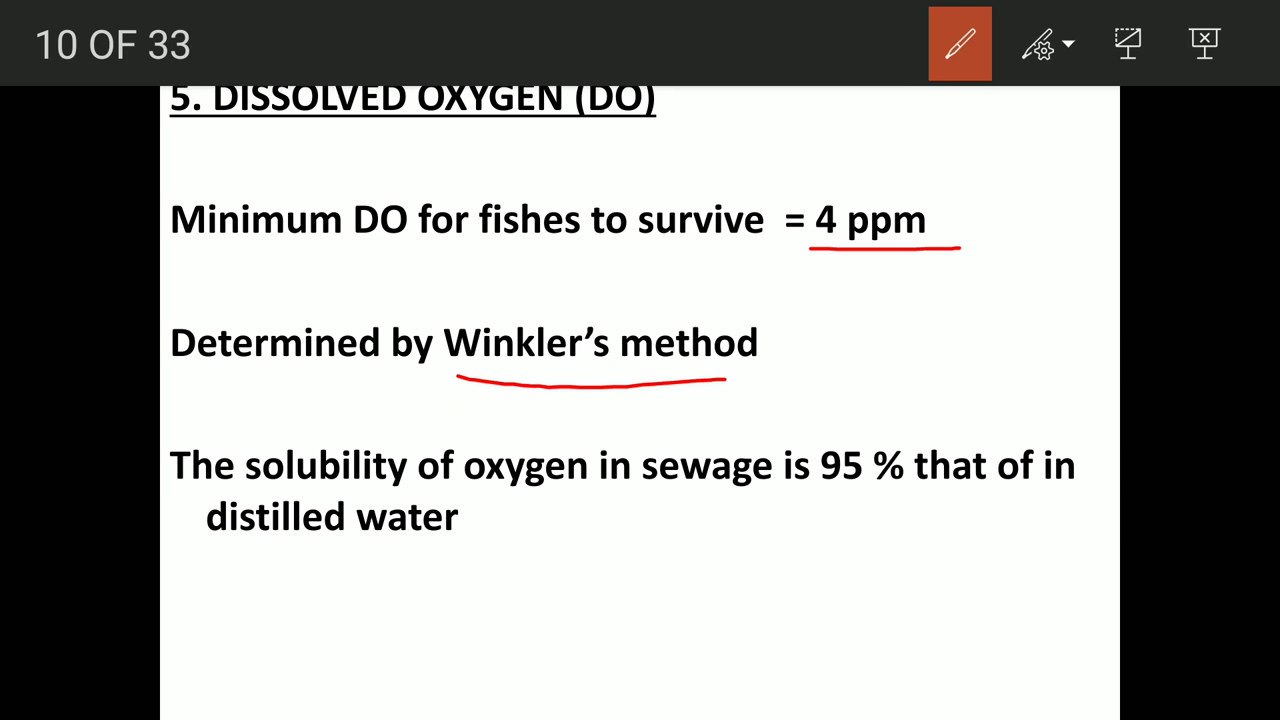 10 OF 33
5. DISSOLVED OXYGEN (DO)
Minimum DO for fishes to survive = 4 ppm
Determined by Winkler’s method
The solubility of oxygen in sewage is 95 % that of in
distilled water